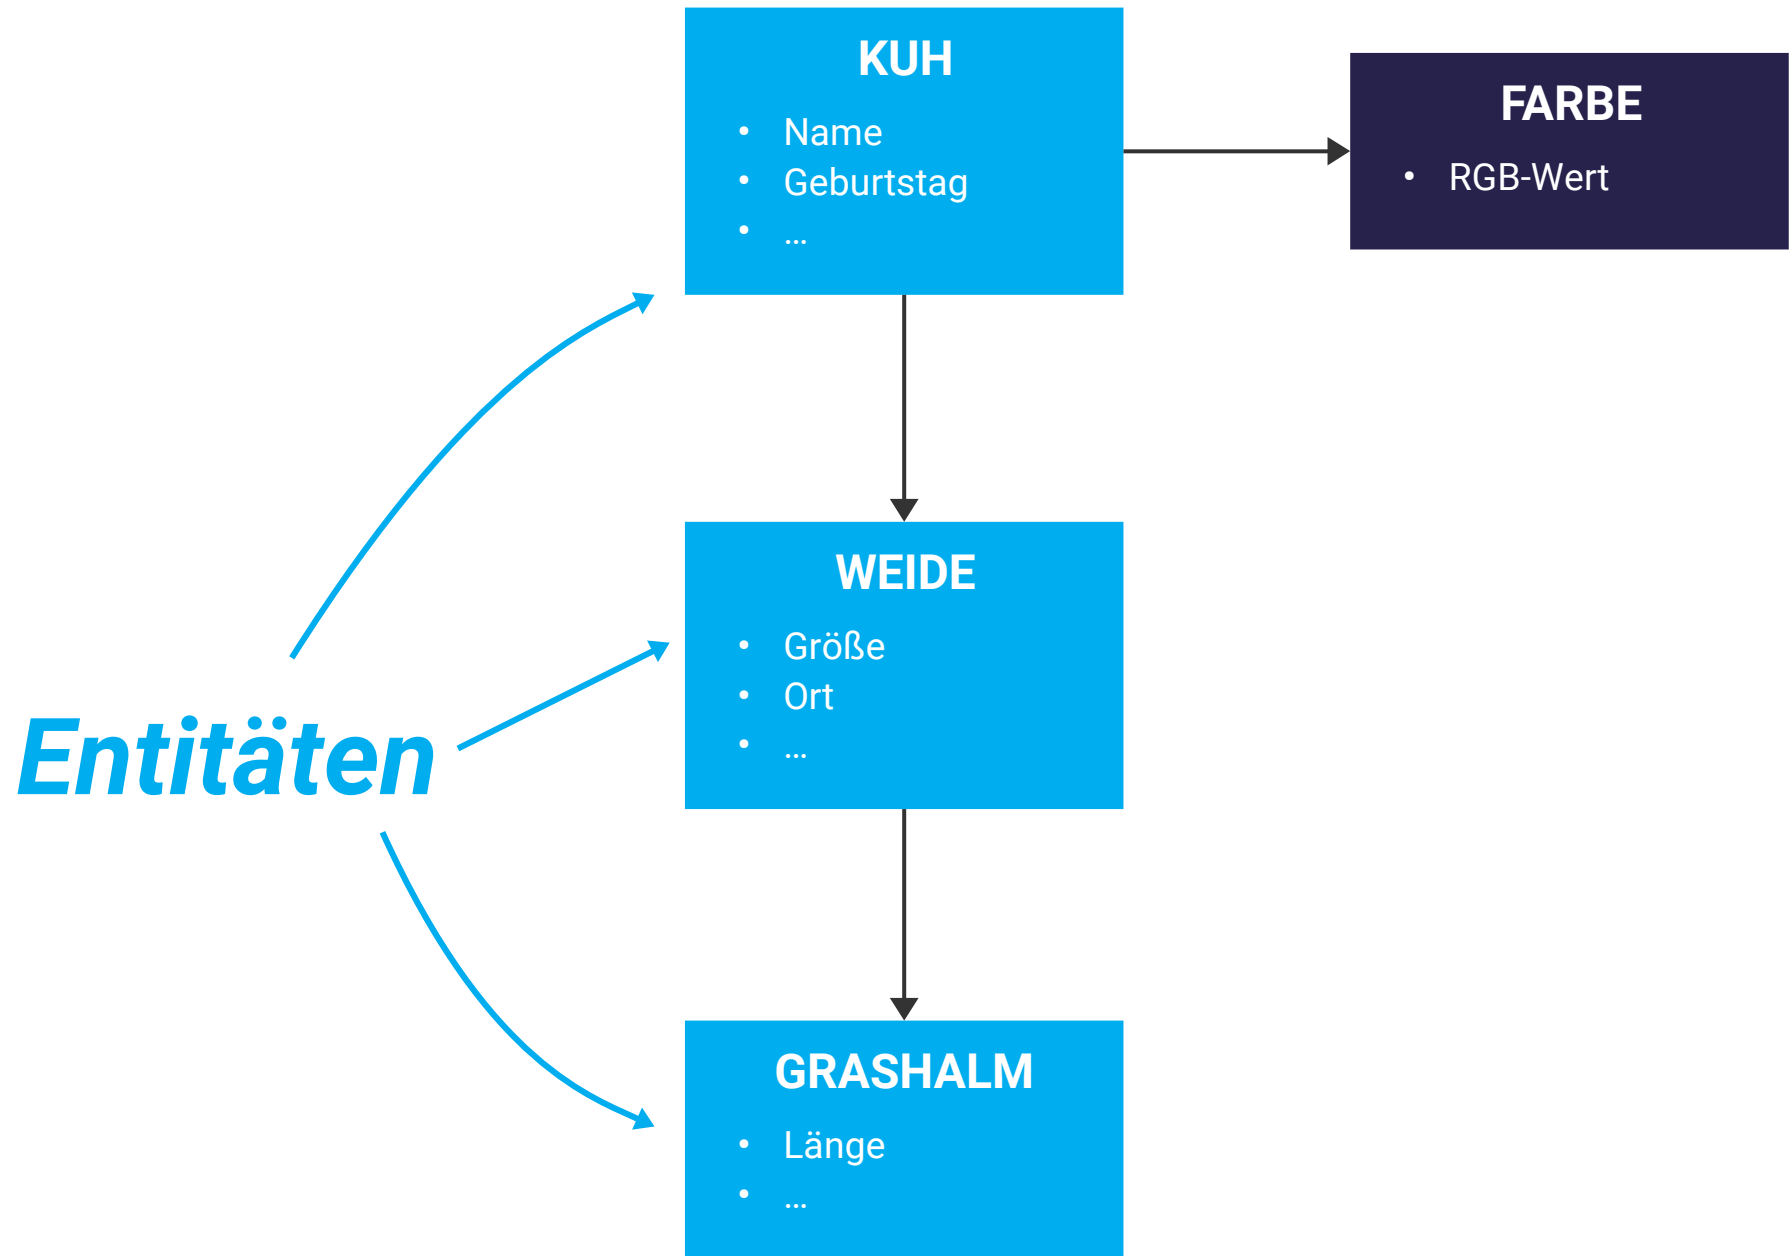 KUH
• Name
• Geburtstag
• ...
FARBE
• RGB-Wert
WEIDE
• Größe
• Ort
• ...
Entitäten
GRASHALM
• Länge
• ...